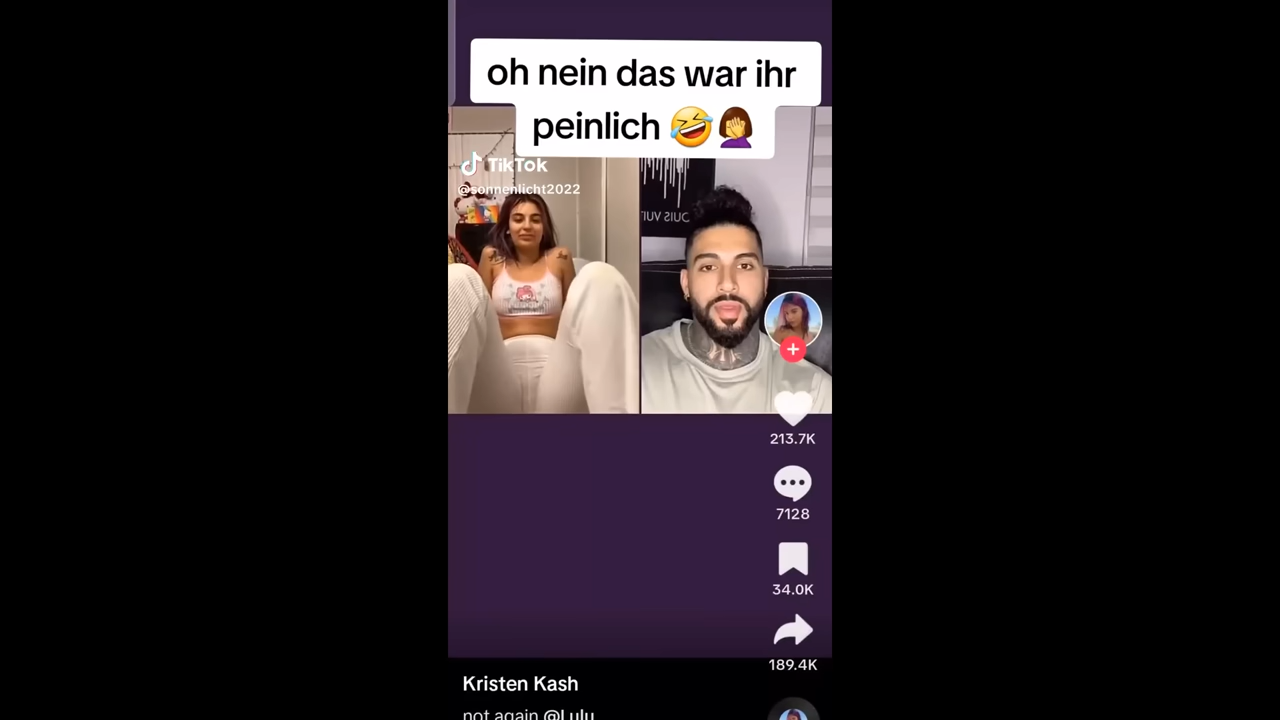 oh nein das war ihr
peinlich 🤣🤦‍♀️
TikTok
@sonnenlicht2022
213.7K
7128
34.0K
189.4K
Kristen Kash
not again @Lulu